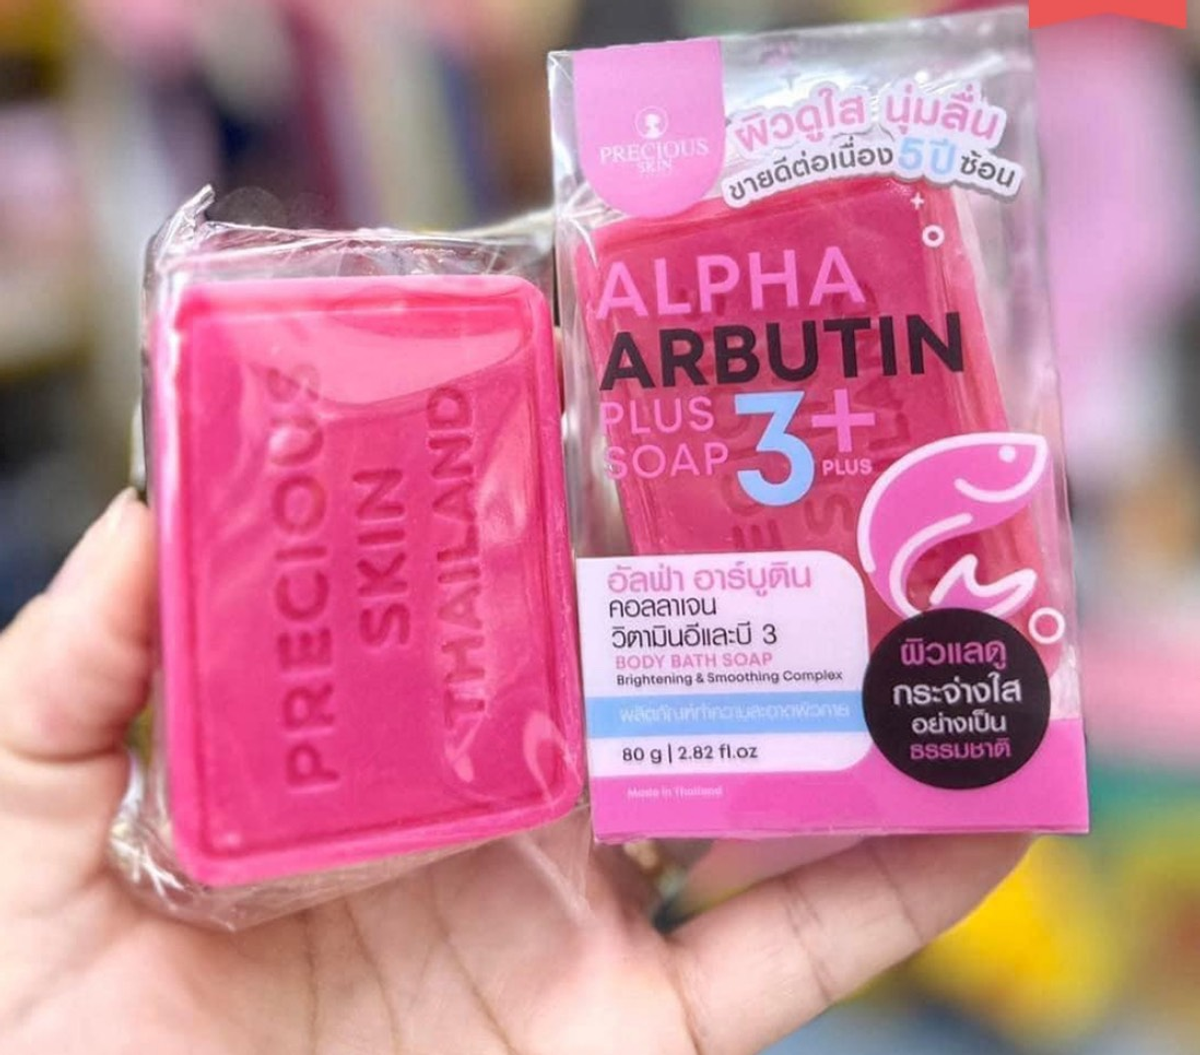 PRECIOUS
SKIN
THAILAND
PRECIOUS
SKIN
ผิวดูใส นุ่มลื่น
ขายดีต่อเนื่อง 5 ปี ซ้อน
ALPHA
ARBUTIN
PLUS
SOAP
3+
PLUS
อัลฟ่า อาร์บูติน
คอลลาเจน
วิตามินอีและบี 3
BODY BATH SOAP
Brightening & Smoothing Complex
ผลิตภัณฑ์ทำความสะอาดผิวกาย
80 g | 2.82 fl.oz
Made in Thailand
ผิวแลดู
กระจ่างใส
อย่างเป็น
ธรรมชาติ